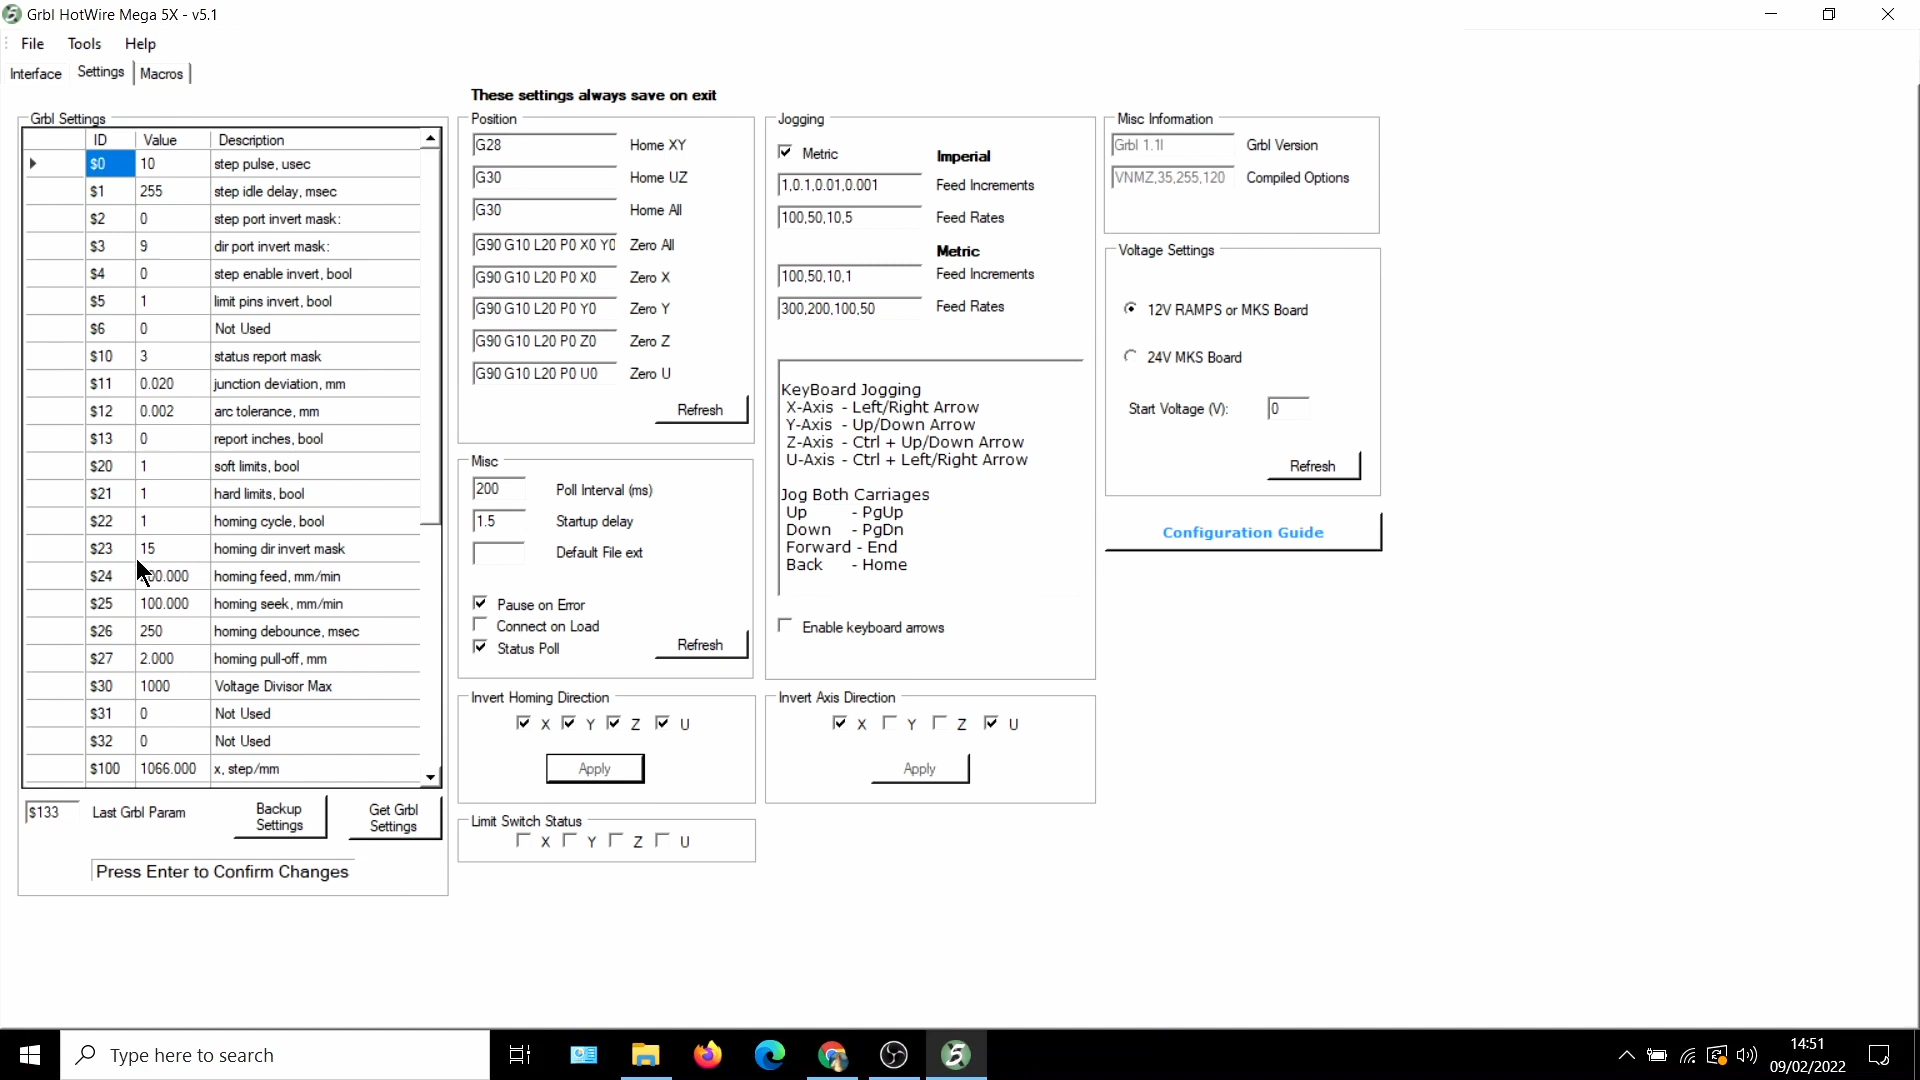 Grbl HotWire Mega 5X - v5.1
File Tools Help
Interface Settings Macros
These settings always save on exit
Grbl Settings
ID Value Description
$0 10 step pulse, usec
$1 255 step idle delay, msec
$2 0 step port invert mask:
$3 9 dir port invert mask:
$4 0 step enable invert, bool
$5 1 limit pins invert, bool
$6 0 Not Used
$10 3 status report mask
$11 0.020 junction deviation, mm
$12 0.002 arc tolerance, mm
$13 0 report inches, bool
$20 1 soft limits, bool
$21 1 hard limits, bool
$22 1 homing cycle, bool
$23 15 homing dir invert mask
$24 homing feed, mm/min
$25 100.000 homing seek, mm/min
$26 250 homing debounce, msec
$27 2.000 homing pull-off, mm
$30 1000 Voltage Divisor Max
$31 0 Not Used
$32 0 Not Used
$100 1066.000 x, step/mm
$133 Last Grbl Param
Backup Settings
Get Grbl Settings
Press Enter to Confirm Changes
Position
G28 Home XY
G30 Home UZ
G30 Home All
G90 G10 L20 P0 X0 Y0 Zero All
G90 G10 L20 P0 X0 Zero X
G90 G10 L20 P0 Y0 Zero Y
G90 G10 L20 P0 Z0 Zero Z
G90 G10 L20 P0 U0 Zero U
Refresh
Misc
200 Poll Interval (ms)
1.5 Startup delay
Default File ext
Pause on Error
Connect on Load
Status Poll
Refresh
Invert Homing Direction
X Y Z U
Apply
Limit Switch Status
X Y Z U
Jogging
Metric
Imperial
1,0.1,0.01,0.001 Feed Increments
100,50,10,5 Feed Rates
Metric
100,50,10,1 Feed Increments
300,200,100,50 Feed Rates
KeyBoard Jogging
X-Axis - Left/Right Arrow
Y-Axis - Up/Down Arrow
Z-Axis - Ctrl + Up/Down Arrow
U-Axis - Ctrl + Left/Right Arrow
Jog Both Carriages
Up - PgUp
Down - PgDn
Forward - End
Back - Home
Enable keyboard arrows
Invert Axis Direction
X Y Z U
Apply
Misc Information
Grbl 1.1l Grbl Version
VNMZ,35,255,120 Compiled Options
Voltage Settings
12V RAMPS or MKS Board
24V MKS Board
Start Voltage (V): 0
Refresh
Configuration Guide
Type here to search
14:51
09/02/2022